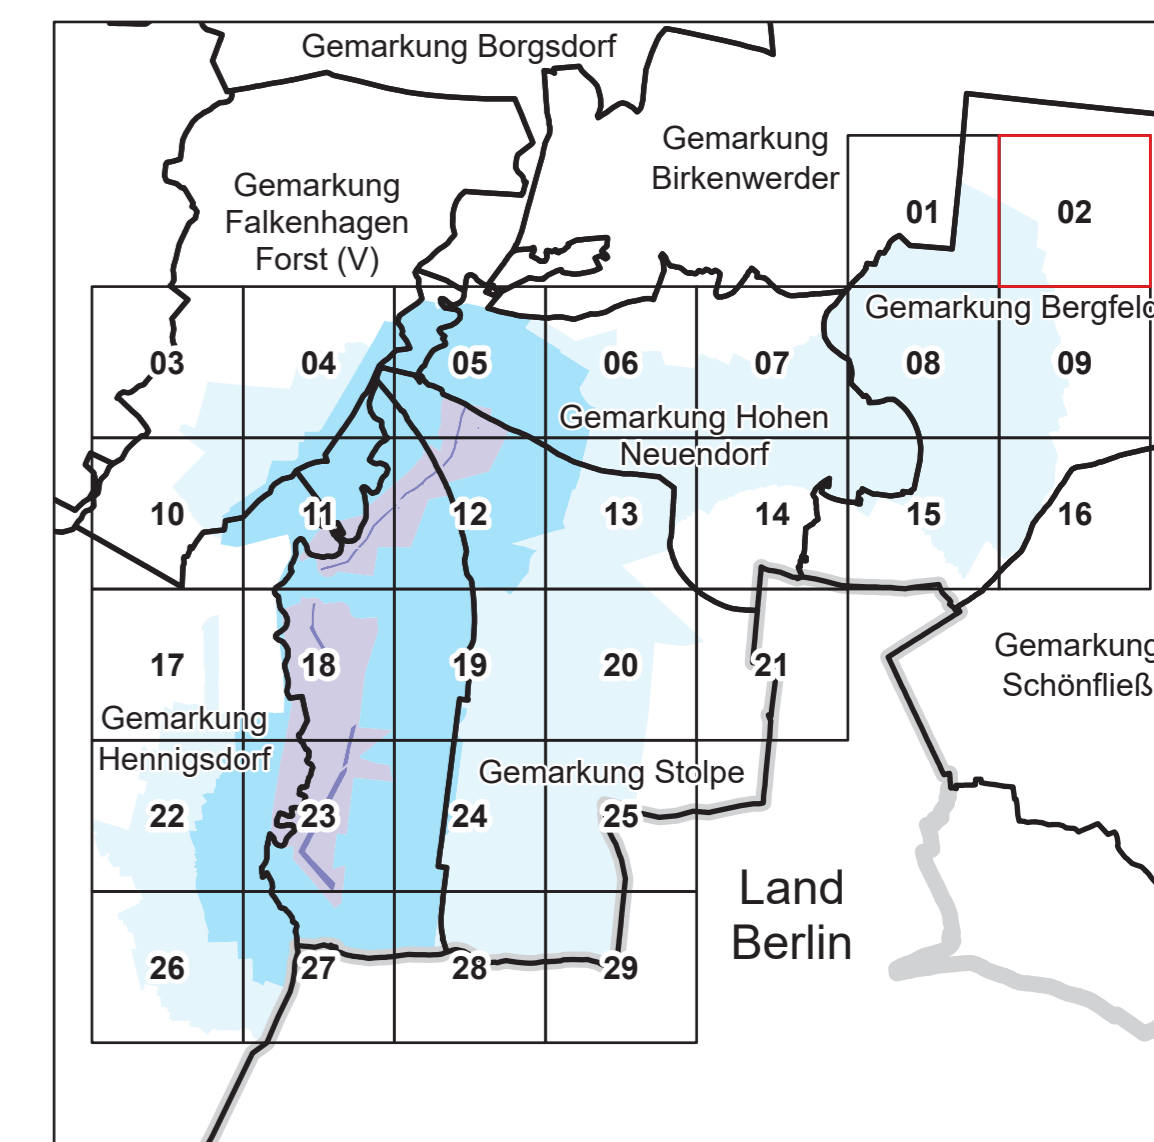 Gemarkung Borgsdorf
Gemarkung
Birkenwerder
Gemarkung
Falkenhagen
Forst (V)
01
02
Gemarkung Bergfeld
03
04
05
06
07
08
09
Gemarkung Hohen
Neuendorf
10
11
12
13
14
15
16
17
18
19
20
21
Gemarkung
Schönfließ
Gemarkung
Hennigsdorf
Gemarkung Stolpe
22
23
24
25
Land
Berlin
26
27
28
29